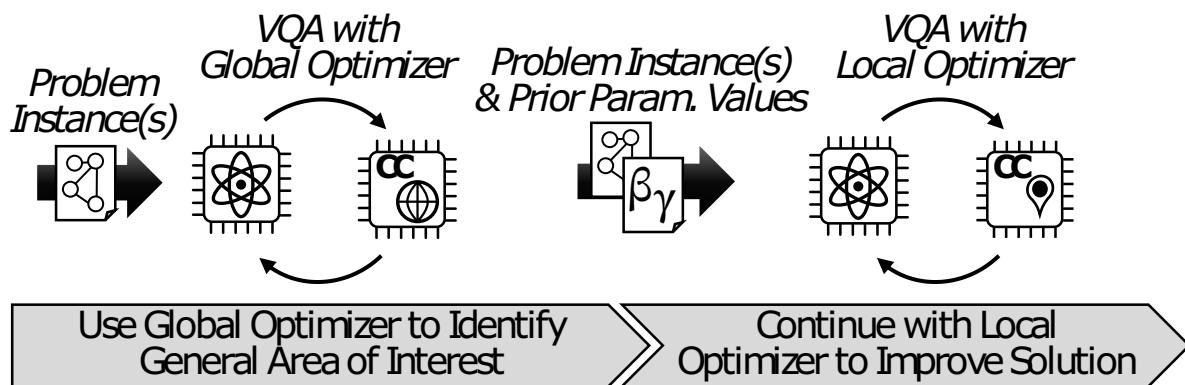 Problem
Instance(s)
VQA with
Global Optimizer
CC
Problem Instance(s)
& Prior Param. Values
βγ
VQA with
Local Optimizer
CC
Use Global Optimizer to Identify
General Area of Interest
Continue with Local
Optimizer to Improve Solution